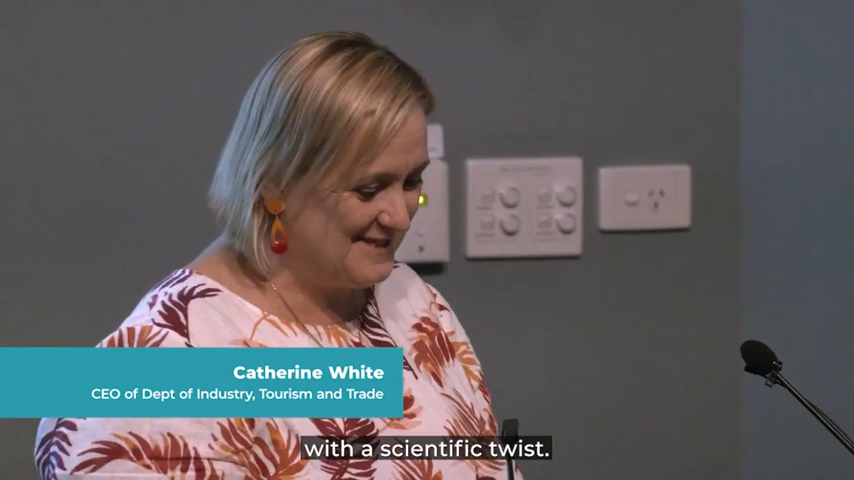 Catherine White
CEO of Dept of Industry, Tourism and Trade
with a scientific twist.